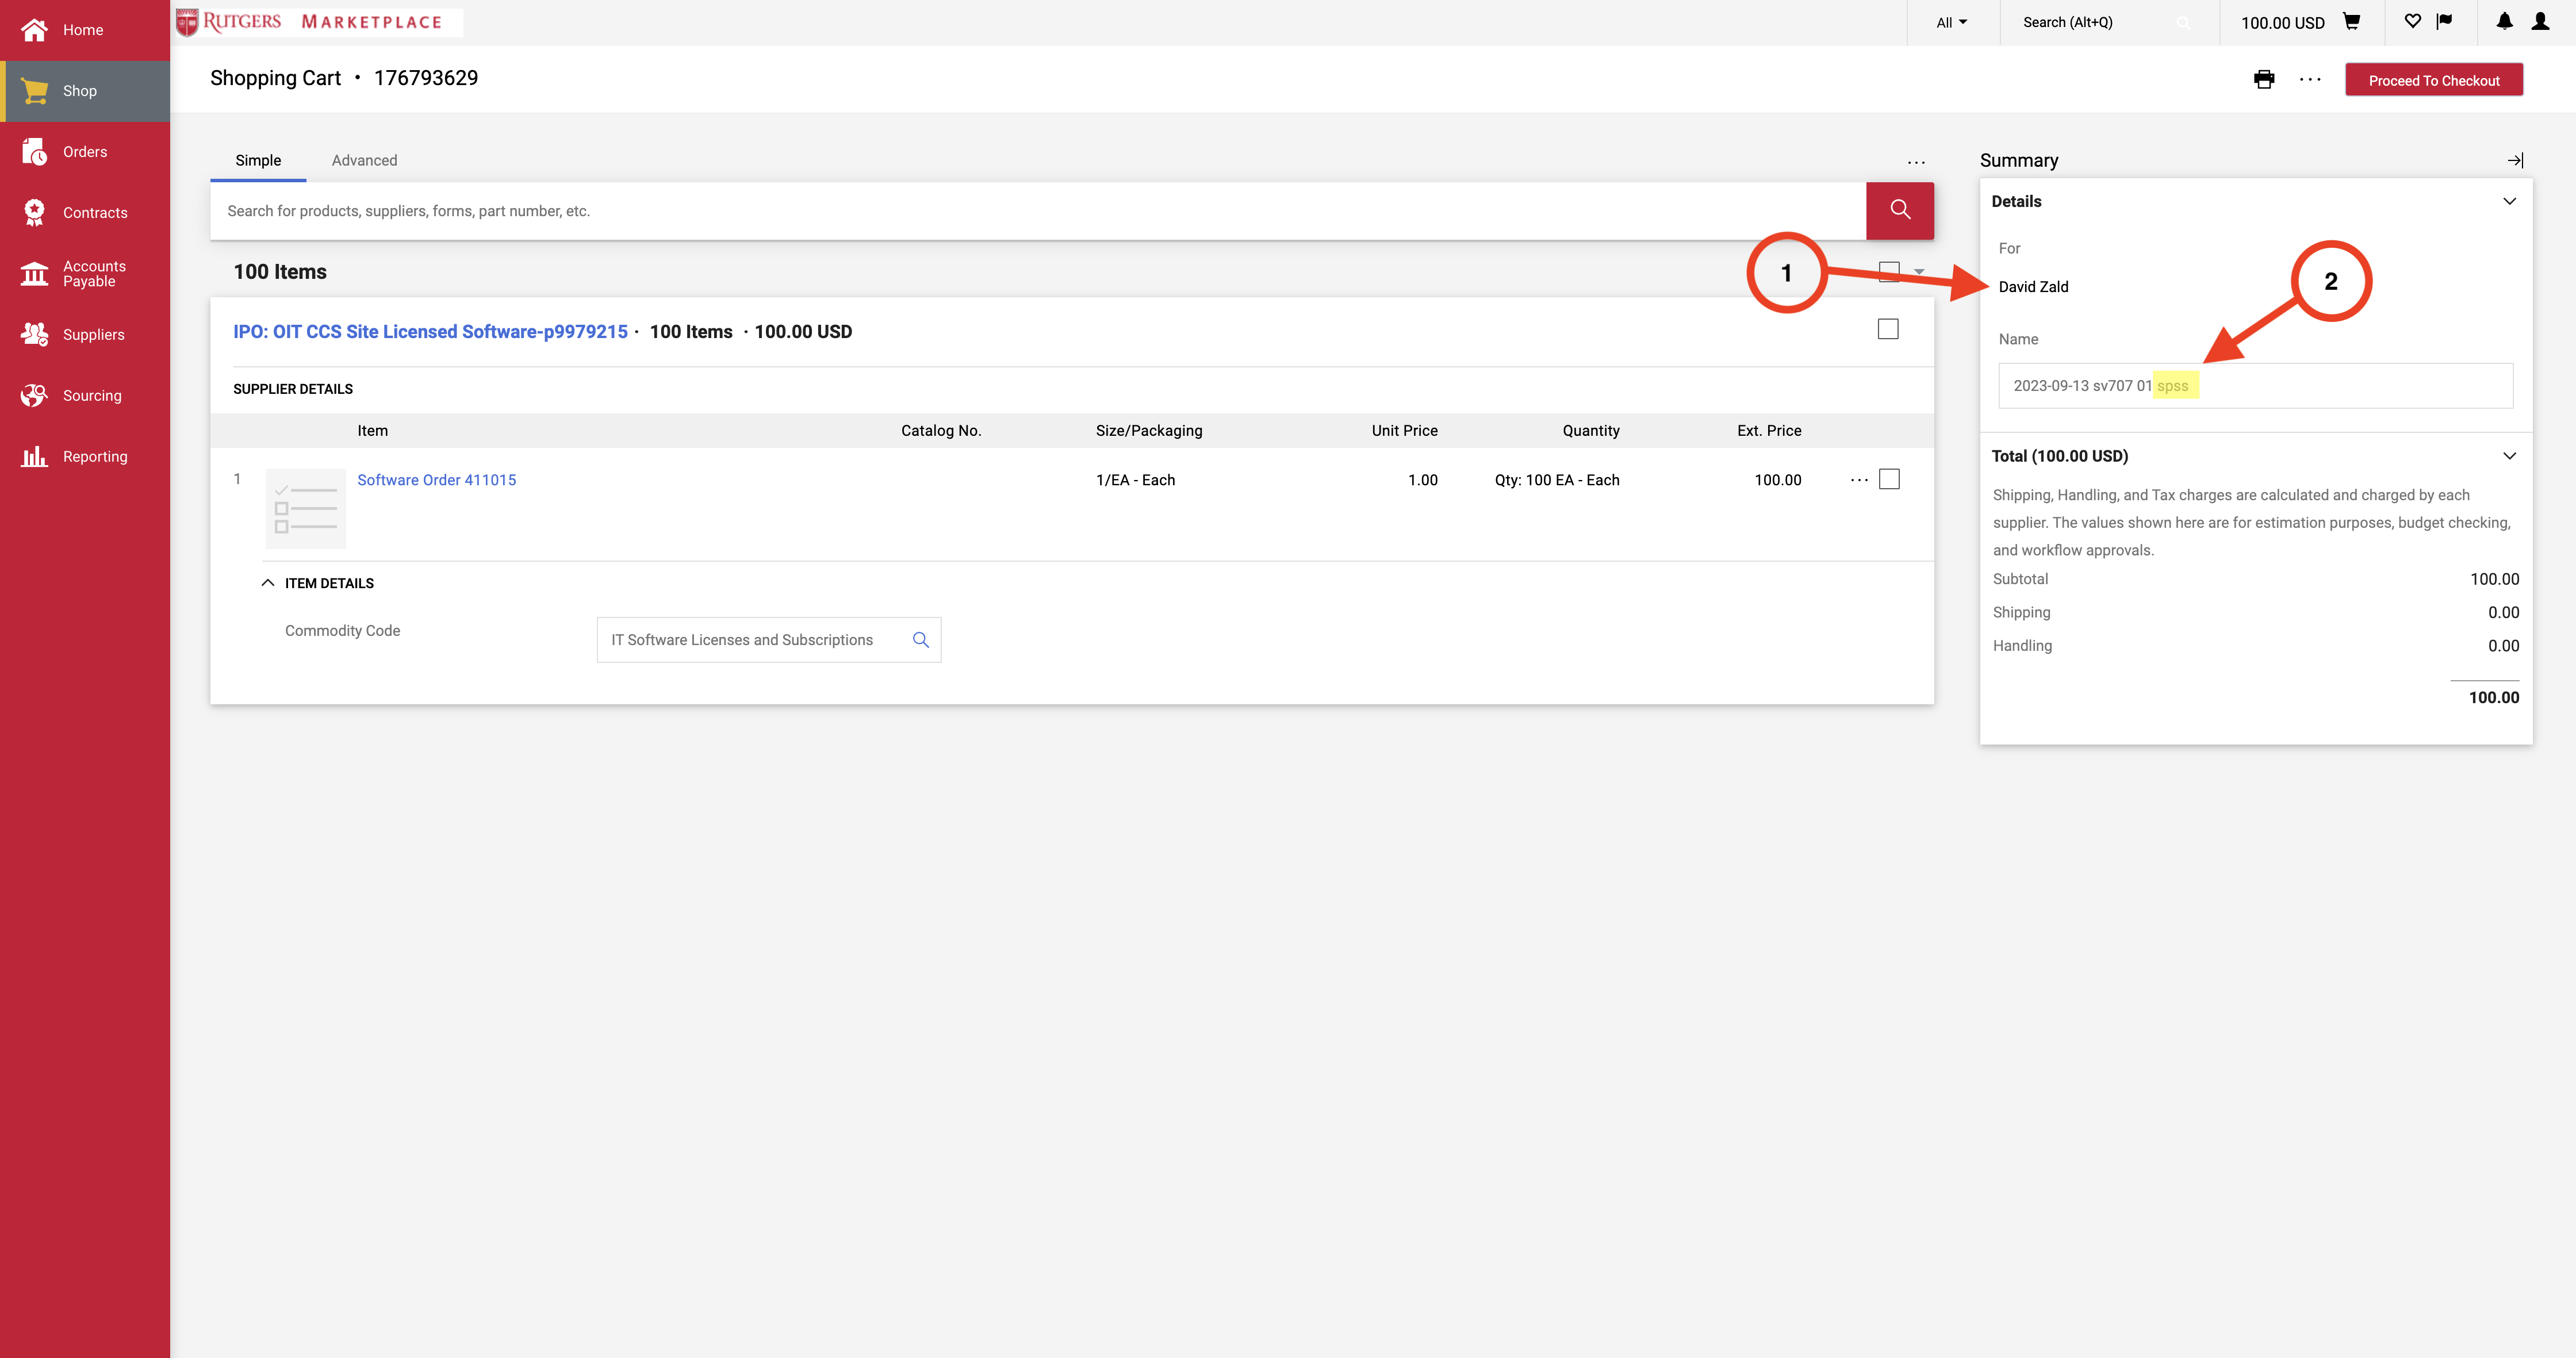 Home
Shop
Orders
Contracts
Accounts
Payable
Suppliers
Sourcing
Reporting
RUTGERS MARKETPLACE
All
Search (Alt+Q)
100.00 USD
Shopping Cart • 176793629
Proceed To Checkout
Simple Advanced
Search for products, suppliers, forms, part number, etc.
100 Items
IPO: OIT CCS Site Licensed Software-p9979215 · 100 Items · 100.00 USD
SUPPLIER DETAILS
Item Catalog No. Size/Packaging Unit Price Quantity Ext. Price
1 Software Order 411015 1/EA - Each 1.00 Qty: 100 EA - Each 100.00
ITEM DETAILS
Commodity Code IT Software Licenses and Subscriptions
Summary
Details
For
1
David Zald
2
Name
2023-09-13 sv707 01 spss
Total (100.00 USD)
Shipping, Handling, and Tax charges are calculated and charged by each
supplier. The values shown here are for estimation purposes, budget checking,
and workflow approvals.
Subtotal 100.00
Shipping 0.00
Handling 0.00
100.00